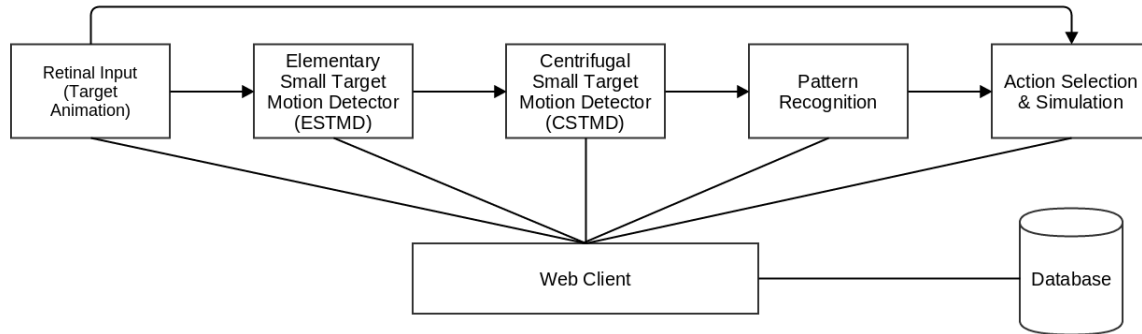 Retinal Input
(Target
Animation)
Elementary
Small Target
Motion Detector
(ESTMD)
Centrifugal
Small Target
Motion Detector
(CSTMD)
Pattern
Recognition
Action Selection
& Simulation
Web Client
Database